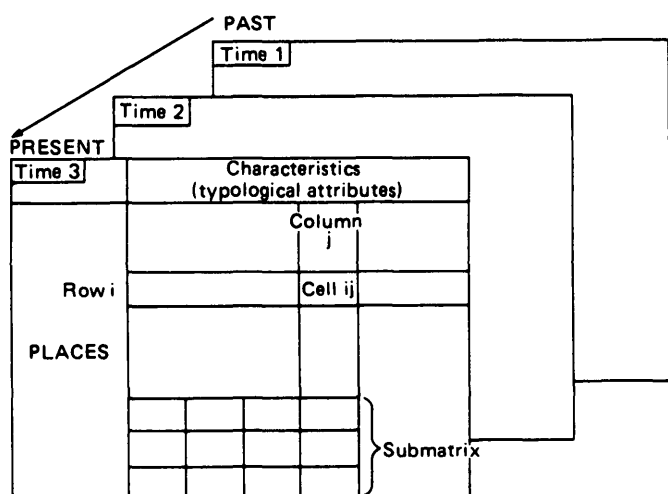 PAST
Time 1
Time 2
PRESENT
Time 3
Characteristics
(typological attributes)
Column
j
Row i
Cell ij
PLACES
Submatrix